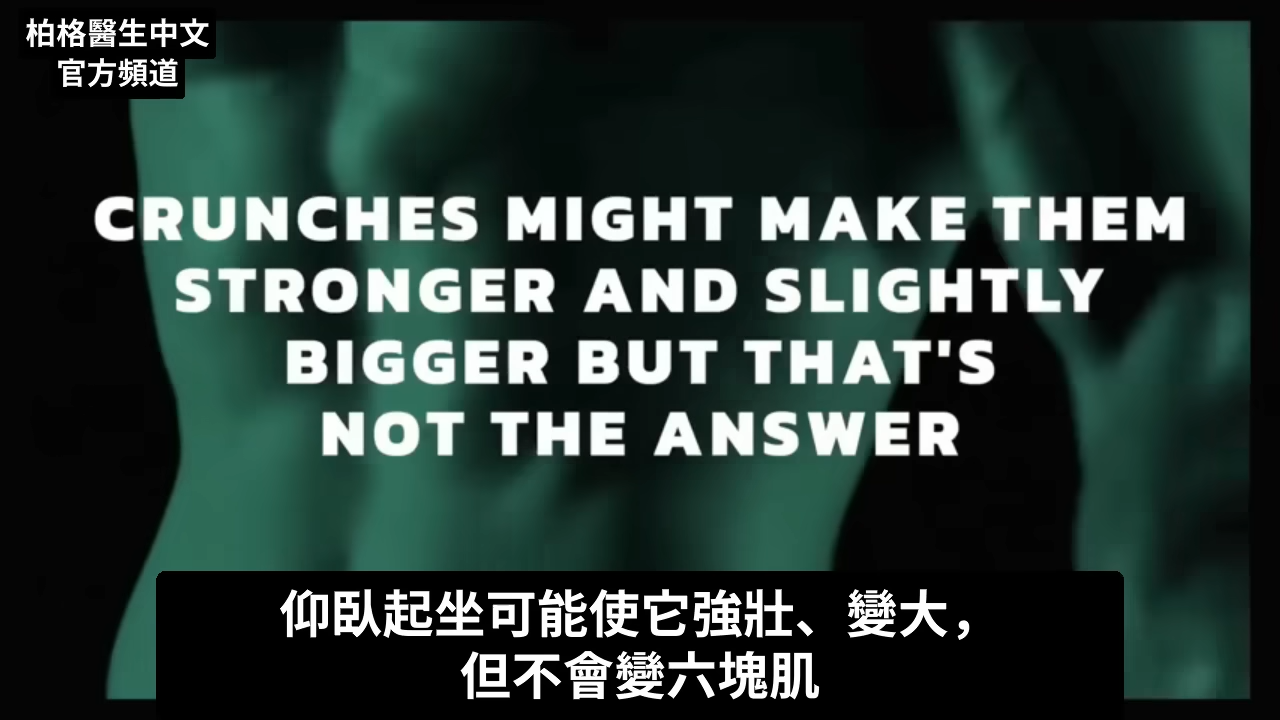 柏格醫生中文
官方頻道
CRUNCHES MIGHT MAKE THEM
STRONGER AND SLIGHTLY
BIGGER BUT THAT'S
NOT THE ANSWER
仰臥起坐可能使它強壯、變大，
但不會變六塊肌